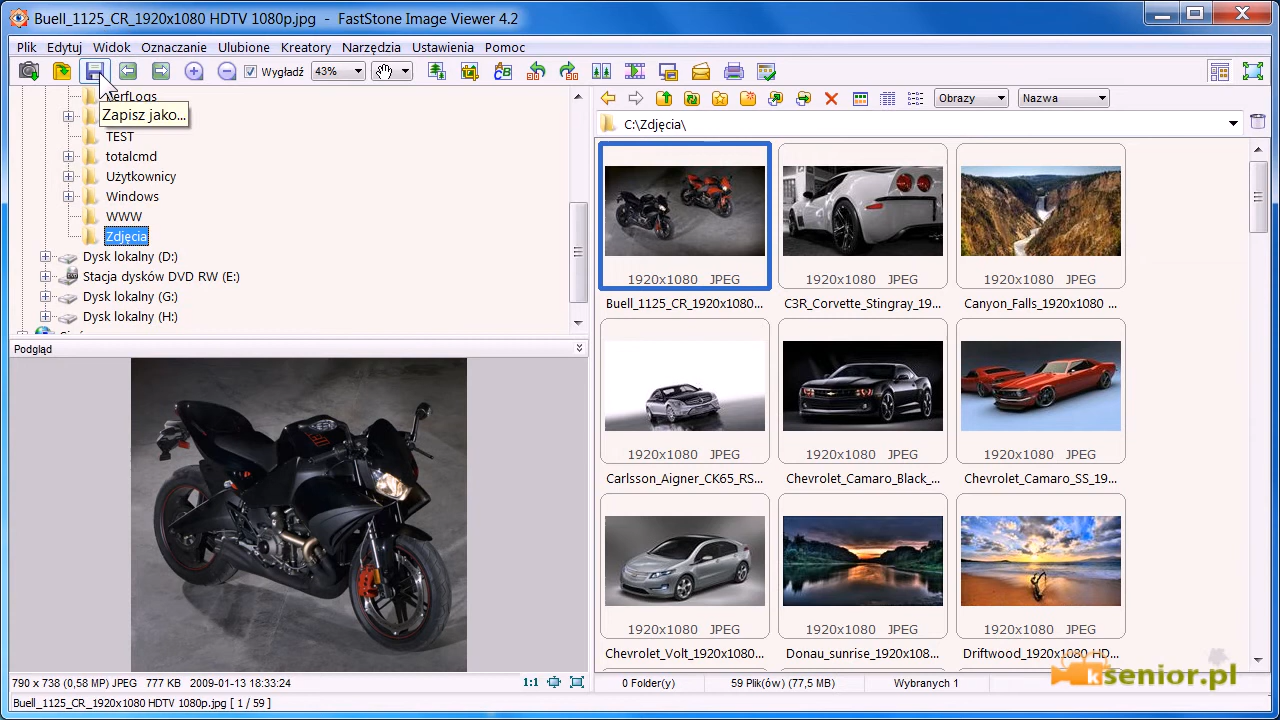 Buell_1125_CR_1920x1080 HDTV 1080p.jpg - FastStone Image Viewer 4.2
Plik Edytuj Widok Oznaczanie Ulubione Kreatory Narzędzia Ustawienia Pomoc
Wygładź 43%
Zapisz jako...
TEST
totalcmd
Użytkownicy
Windows
WWW
Zdjęcia
Dysk lokalny (D:)
Stacja dysków DVD RW (E:)
Dysk lokalny (G:)
Dysk lokalny (H:)
Podgląd
790 x 738 (0,58 MP) JPEG 777 KB 2009-01-13 18:33:24 1:1
Buell_1125_CR_1920x1080 HDTV 1080p.jpg [ 1 / 59 ]
Obrazy Nazwa
C:\Zdjęcia\
1920x1080 JPEG 1920x1080 JPEG 1920x1080 JPEG
Buell_1125_CR_1920x1080... C3R_Corvette_Stingray_19... Canyon_Falls_1920x1080 ...
1920x1080 JPEG 1920x1080 JPEG 1920x1080 JPEG
Carlsson_Aigner_CK65_RS... Chevrolet_Camaro_Black_... Chevrolet_Camaro_SS_19...
1920x1080 JPEG 1920x1080 JPEG 1920x1080 JPEG
Chevrolet_Volt_1920x1080... Donau_sunrise_1920x108... Driftwood_1920x1080 HD...
0 Folder(y) 59 Plik(ów) (77,5 MB) Wybranych 1
ksenior.pl